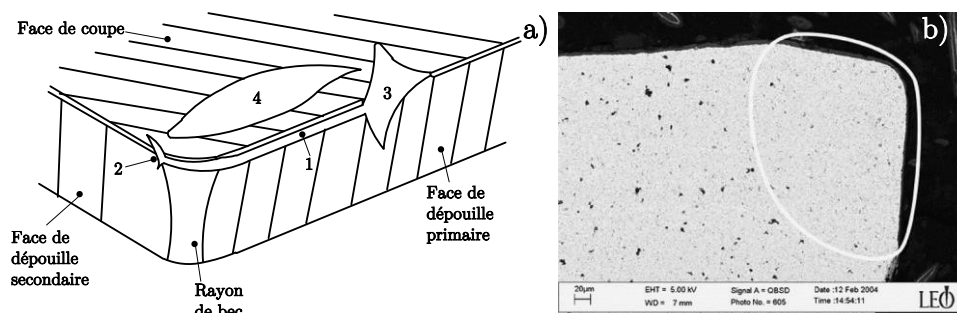 Face de coupe
a)
4
3
1
2
Face de
dépouille
secondaire
Rayon
de bec
Face de
dépouille
primaire
b)
20µm
EHT = 5.00 kV
WD = 7 mm
Signal A = QBSD
Photo No. = 605
Date :12 Feb 2004
Time :14:54:11
LEO